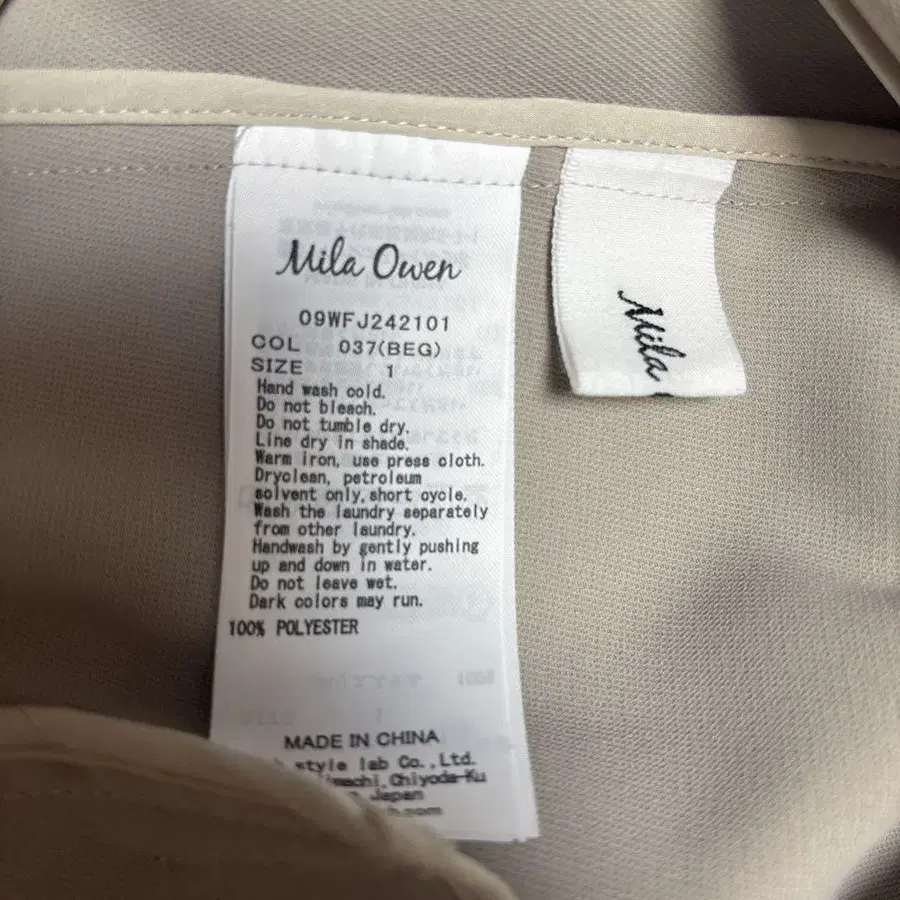 Mila Owen
09WFJ242101
COL 037(BEG)
SIZE 1
Hand wash cold.
Do not bleach.
Do not tumble dry.
Line dry in shade.
Warm iron, use press cloth.
Dryclean, petroleum
solvent only,short cycle.
Wash the laundry separately
from other laundry.
Handwash by gently pushing
up and down in water.
Do not leave wet.
Dark colors may run.
100% POLYESTER
MADE IN CHINA
style lab Co.,Ltd.
Chiyoda-Ku
Japan
Mila